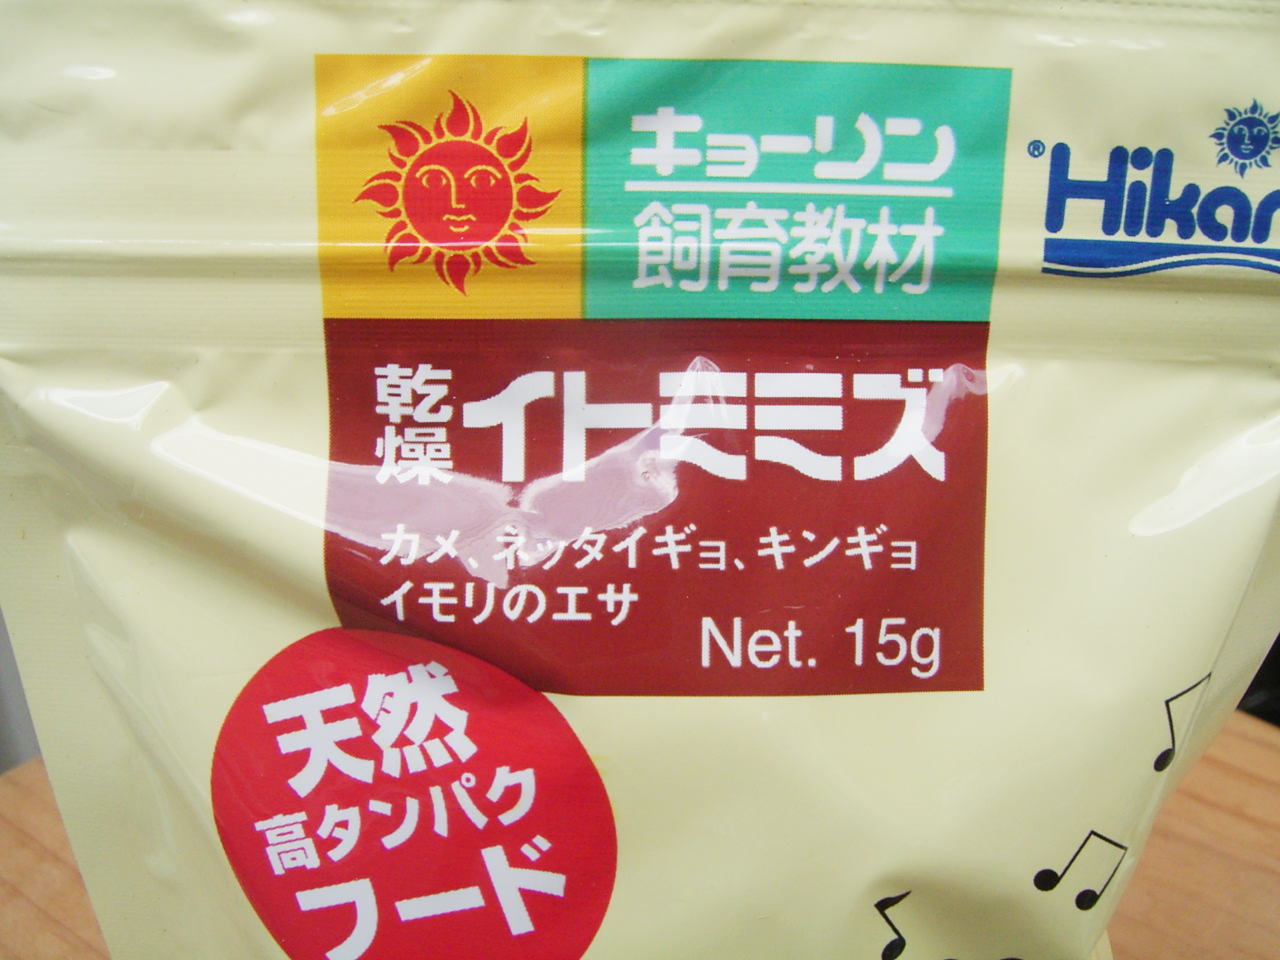 キョーリン
飼育教材
® Hikar
乾燥イトミミズ
カメ、ネッタイギョ、キンギョ
イモリのエサ
Net. 15g
天然
高タンパク
フード